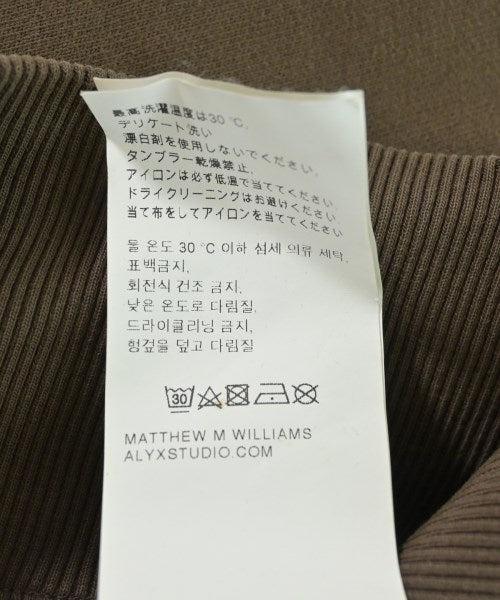 最高洗濯温度は30℃.
デリケート洗い
漂白剤を使用しないでください.
タンブラー乾燥禁止.
アイロンは必ず低温で当ててください.
ドライクリーニングはお避けください.
当て布をしてアイロンを当ててください
물 온도 30 ℃ 이하 섬세 의류 세탁.
표백금지.
회전식 건조 금지.
낮은 온도로 다림질.
드라이클리닝 금지.
헝겊을 덮고 다림질
30
MATTHEW M WILLIAMS
ALYXSTUDIO.COM